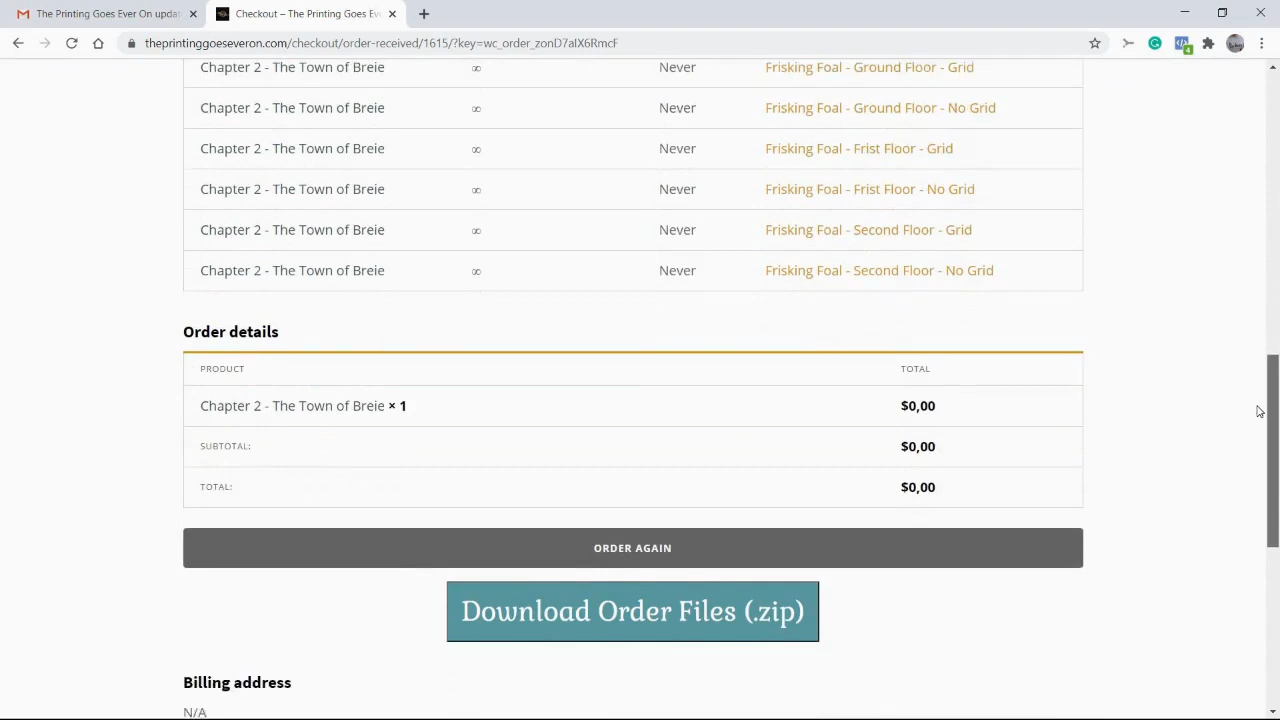 The Printing Goes Ever On updat
Checkout – The Printing Goes Ev
theprintinggoeseveron.com/checkout/order-received/1615/?key=wc_order_zonD7aIX6RmcF
4
Chapter 2 - The Town of Breie ∞ Never Frisking Foal - Ground Floor - Grid
Chapter 2 - The Town of Breie ∞ Never Frisking Foal - Ground Floor - No Grid
Chapter 2 - The Town of Breie ∞ Never Frisking Foal - Frist Floor - Grid
Chapter 2 - The Town of Breie ∞ Never Frisking Foal - Frist Floor - No Grid
Chapter 2 - The Town of Breie ∞ Never Frisking Foal - Second Floor - Grid
Chapter 2 - The Town of Breie ∞ Never Frisking Foal - Second Floor - No Grid
Order details
PRODUCT TOTAL
Chapter 2 - The Town of Breie × 1 $0,00
SUBTOTAL: $0,00
TOTAL: $0,00
ORDER AGAIN
Download Order Files (.zip)
Billing address
N/A